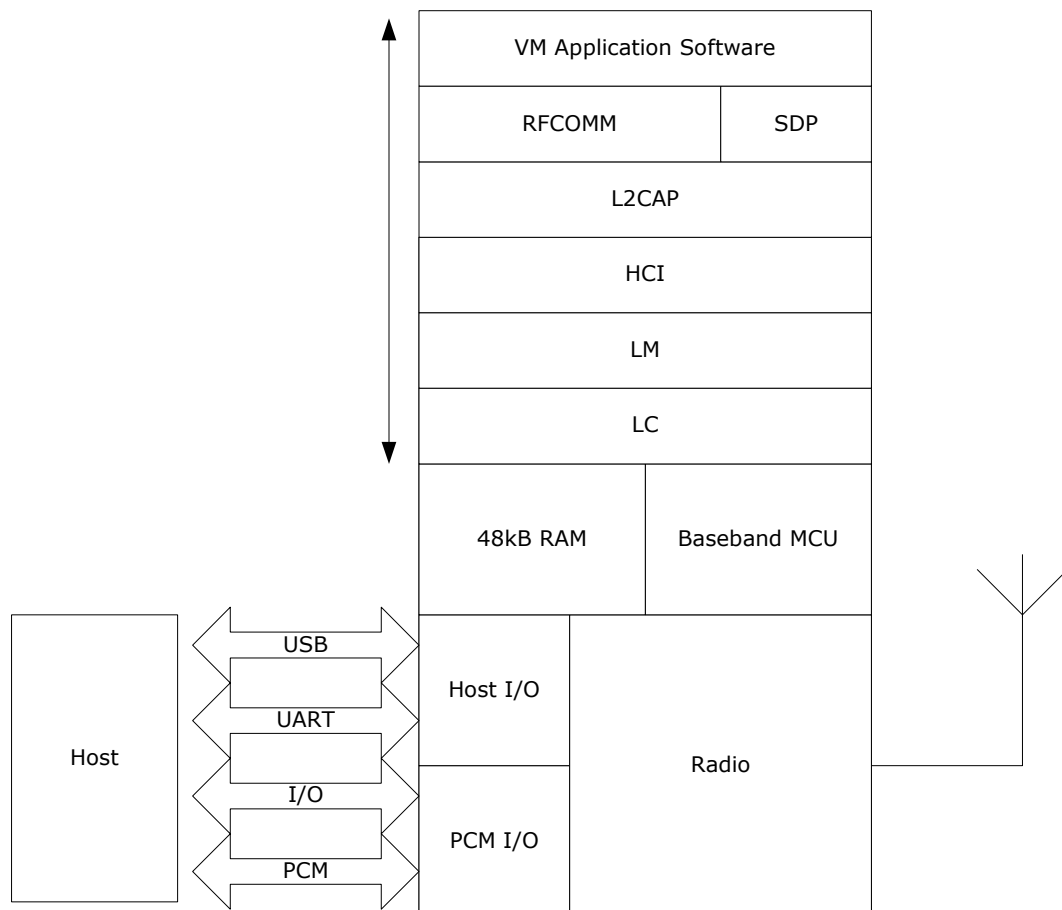 VM Application Software
RFCOMM
SDP
L2CAP
HCI
LM
LC
48kB RAM
Baseband MCU
USB
Host I/O
UART
Host
Radio
I/O
PCM I/O
PCM